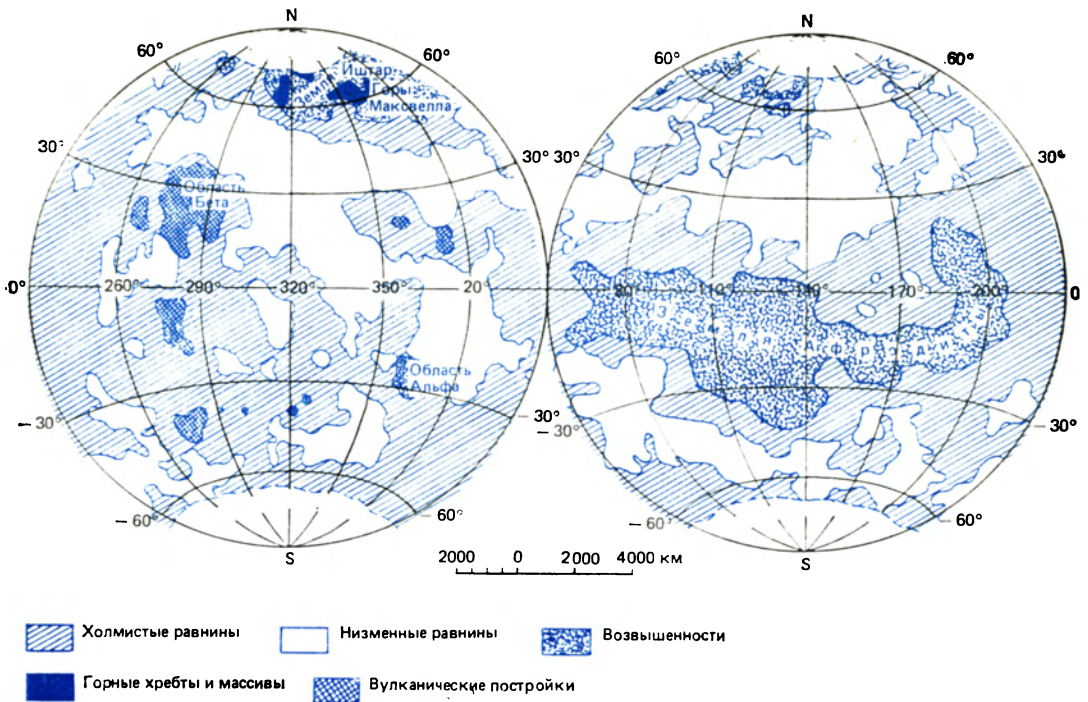 N
N
60°
60°
60°
60°
Земля
Иштар
Горы
Максвелла
30°
30°
30°
30°
Область
Бета
0°
260°
290°
320°
350°
20°
80°
110°
140°
170°
200°
0
Земля Афродиты
Область
Альфа
— 30°
— 30°
— 30°
— 30°
— 60°
— 60°
— 60°
— 60°
S
S
2000 0 2000 4000 км
Холмистые равнины
Низменные равнины
Возвышенности
Горные хребты и массивы
Вулканические постройки